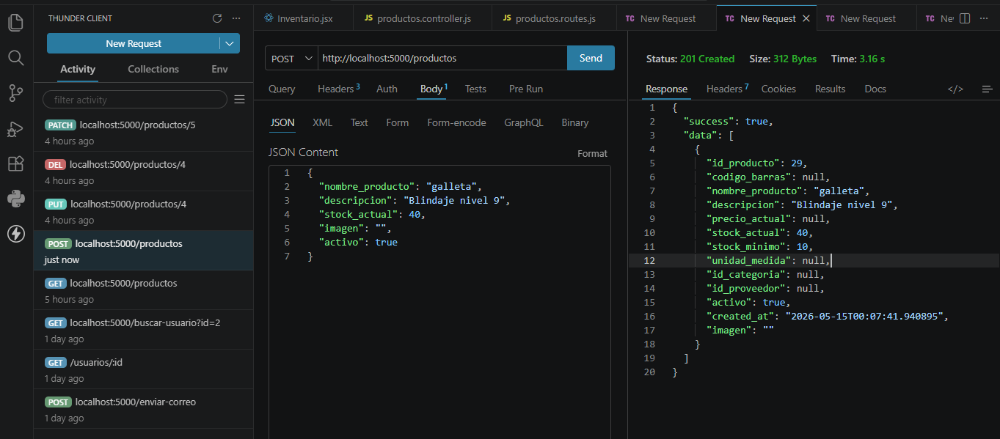 THUNDER CLIENT
New Request
Activity
Collections
Env
filter activity
PATCH localhost:5000/productos/5
4 hours ago
DEL localhost:5000/productos/4
4 hours ago
PUT localhost:5000/productos/4
4 hours ago
POST localhost:5000/productos
just now
GET localhost:5000/productos
5 hours ago
GET localhost:5000/buscar-usuario?id=2
1 day ago
GET /usuarios/:id
1 day ago
POST localhost:5000/enviar-correo
1 day ago
Inventario.jsx
JS productos.controller.js
JS productos.routes.js
TC New Request
TC New Request
TC New Request
TC Ne
POST
http://localhost:5000/productos
Send
Query
Headers 3
Auth
Body 1
Tests
Pre Run
JSON
XML
Text
Form
Form-encode
GraphQL
Binary
JSON Content
Format
1 {
2 "nombre_producto": "galleta",
3 "descripcion": "Blindaje nivel 9",
4 "stock_actual": 40,
5 "imagen": "",
6 "activo": true
7 }
Status: 201 Created
Size: 312 Bytes
Time: 3.16 s
Response
Headers 7
Cookies
Results
Docs
</>
1 {
2 "success": true,
3 "data": [
4 {
5 "id_producto": 29,
6 "codigo_barras": null,
7 "nombre_producto": "galleta",
8 "descripcion": "Blindaje nivel 9",
9 "precio_actual": null,
10 "stock_actual": 40,
11 "stock_minimo": 10,
12 "unidad_medida": null,
13 "id_categoria": null,
14 "id_proveedor": null,
15 "activo": true,
16 "created_at": "2026-05-15T00:07:41.940895",
17 "imagen": ""
18 }
19 ]
20 }